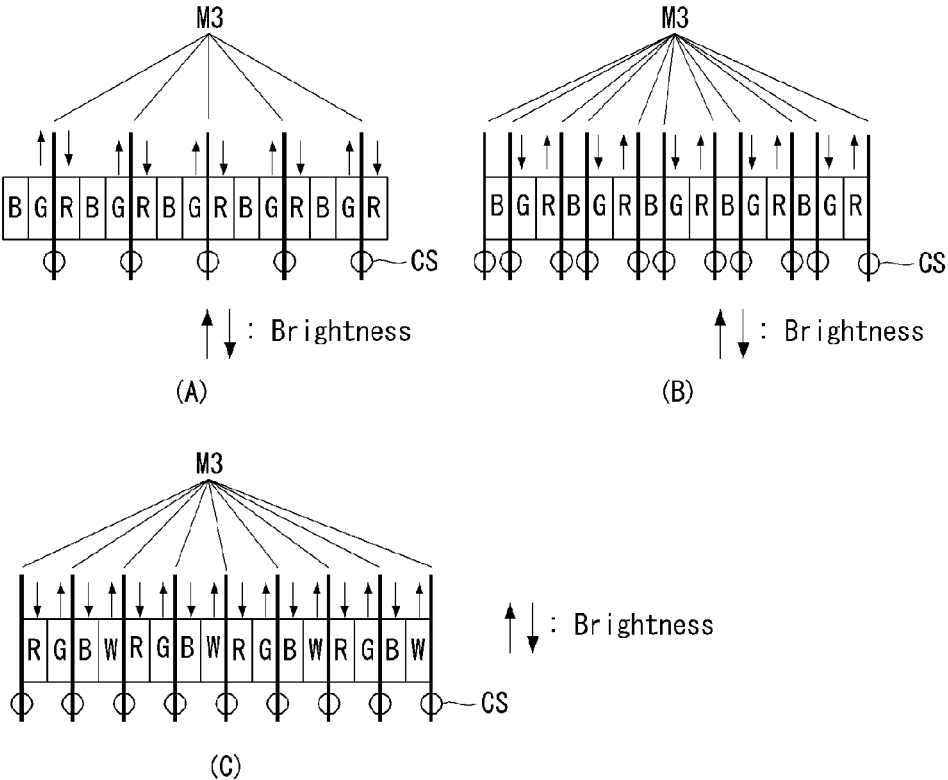 M3
M3
B G R B G R B G R B G R B G R
B G R B G R B G R B G R B G R
CS
CS
: Brightness
: Brightness
(A)
(B)
M3
: Brightness
R G B W R G B W R G B W R G B W
CS
(C)